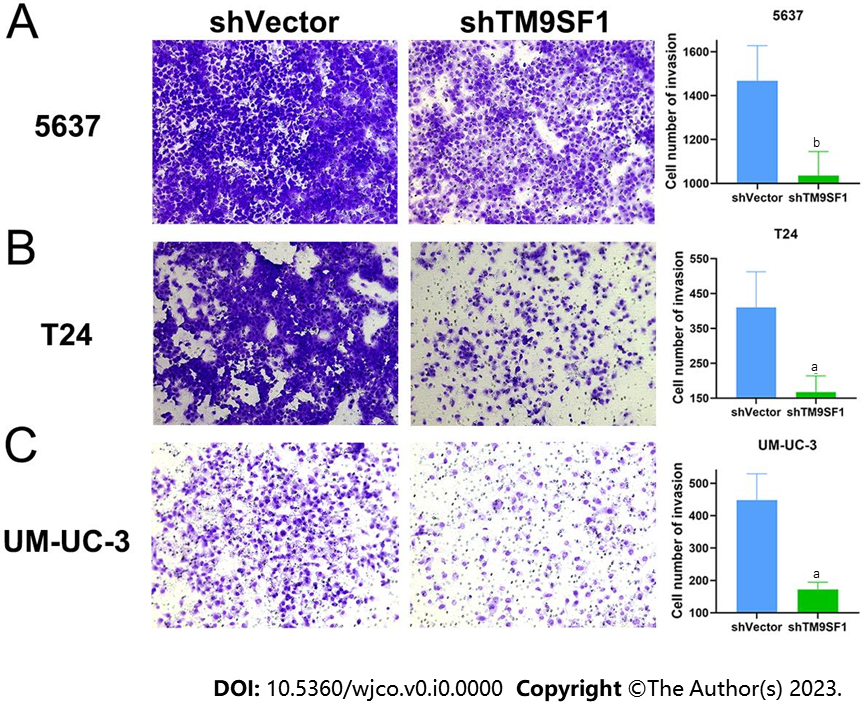 A
shVector
shTM9SF1
5637
5637
Cell number of invasion
1600
1400
1200
1000
b
shVector shTM9SF1
B
T24
T24
Cell number of invasion
550
450
350
250
150
a
shVector shTM9SF1
C
UM-UC-3
UM-UC-3
Cell number of invasion
500
400
300
200
100
a
shVector shTM9SF1
DOI: 10.5360/wjco.v0.i0.0000 Copyright ©The Author(s) 2023.